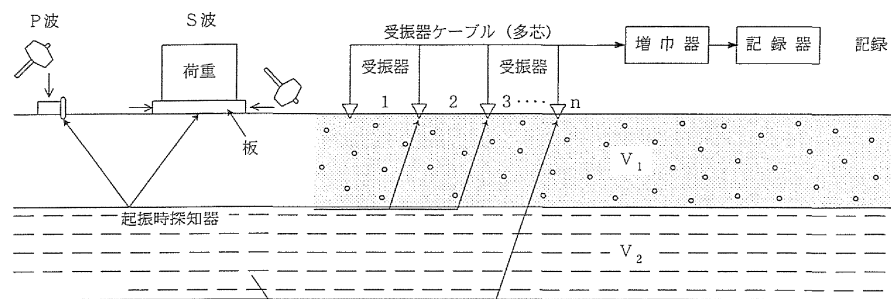 P波
S波
受振器ケーブル (多芯)
増巾器
記録器
記録
荷重
受振器
受振器
1
2
3‥‥
n
板
V₁
起振時探知器
V₂